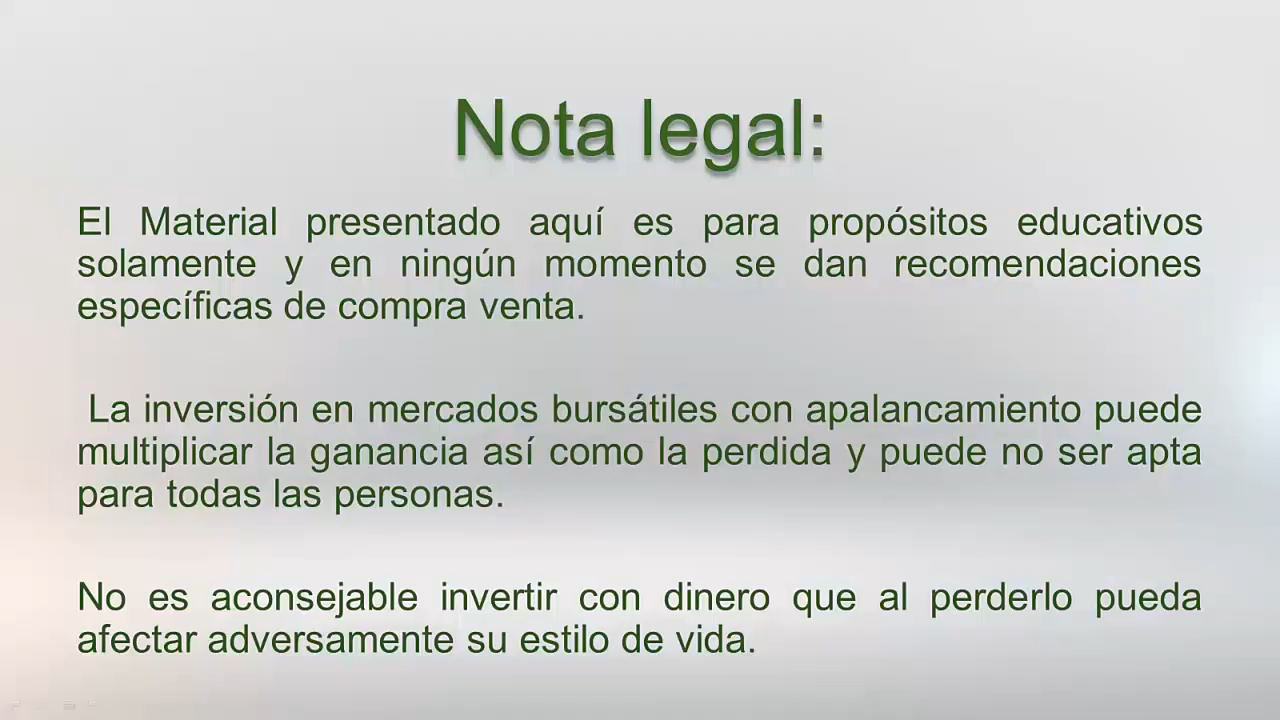 Nota legal:
El Material presentado aquí es para propósitos educativos
solamente y en ningún momento se dan recomendaciones
específicas de compra venta.
La inversión en mercados bursátiles con apalancamiento puede
multiplicar la ganancia así como la perdida y puede no ser apta
para todas las personas.
No es aconsejable invertir con dinero que al perderlo pueda
afectar adversamente su estilo de vida.